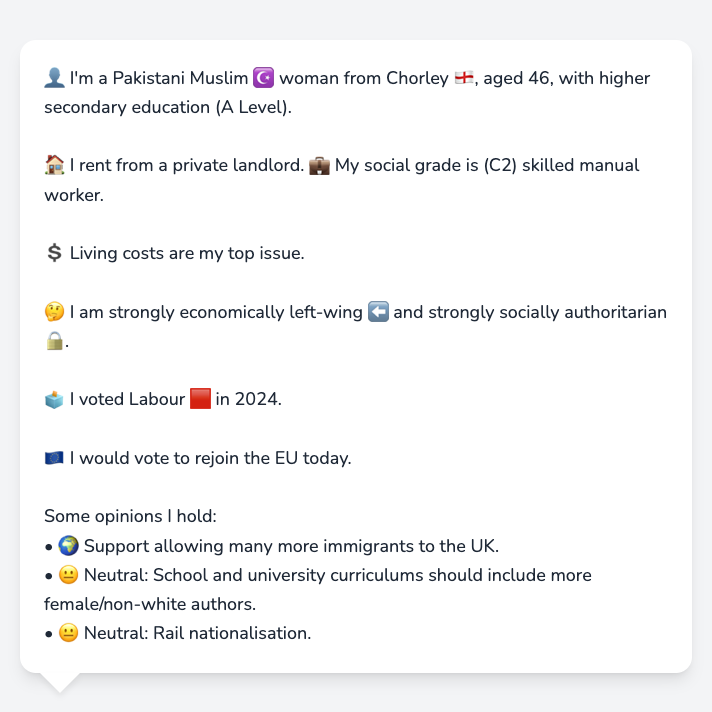 👤 I'm a Pakistani Muslim ☪️ woman from Chorley 🏴󠁧󠁢󠁥󠁮󠁧󠁿, aged 46, with higher
secondary education (A Level).
🏠 I rent from a private landlord. 💼 My social grade is (C2) skilled manual
worker.
💲 Living costs are my top issue.
🤔 I am strongly economically left-wing ⬅️ and strongly socially authoritarian
🔒.
🗳️ I voted Labour 🟥 in 2024.
🇪🇺 I would vote to rejoin the EU today.
Some opinions I hold:
• 🌍 Support allowing many more immigrants to the UK.
• 😐 Neutral: School and university curriculums should include more
female/non-white authors.
• 😐 Neutral: Rail nationalisation.